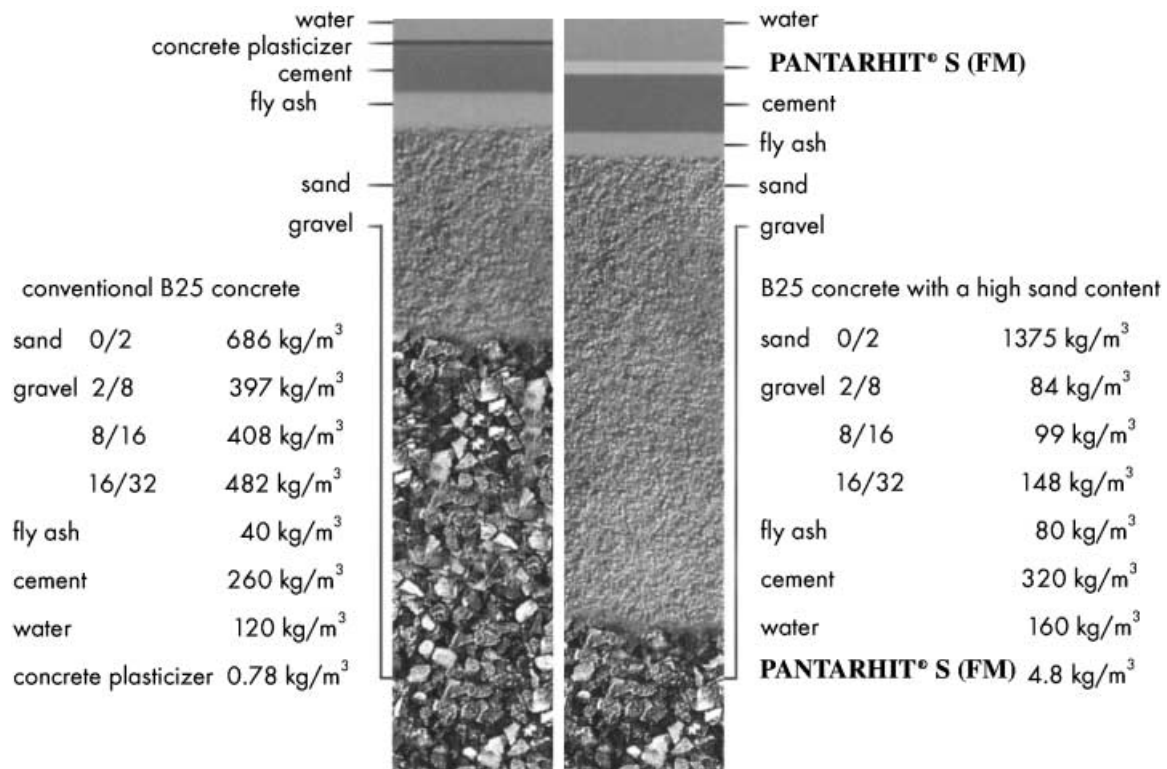 water
concrete plasticizer
cement
fly ash
sand
gravel
conventional B25 concrete
sand 0/2 686 kg/m³
gravel 2/8 397 kg/m³
8/16 408 kg/m³
16/32 482 kg/m³
fly ash 40 kg/m³
cement 260 kg/m³
water 120 kg/m³
concrete plasticizer 0.78 kg/m³
water
PANTARHIT® S (FM)
cement
fly ash
sand
gravel
B25 concrete with a high sand content
sand 0/2 1375 kg/m³
gravel 2/8 84 kg/m³
8/16 99 kg/m³
16/32 148 kg/m³
fly ash 80 kg/m³
cement 320 kg/m³
water 160 kg/m³
PANTARHIT® S (FM) 4.8 kg/m³